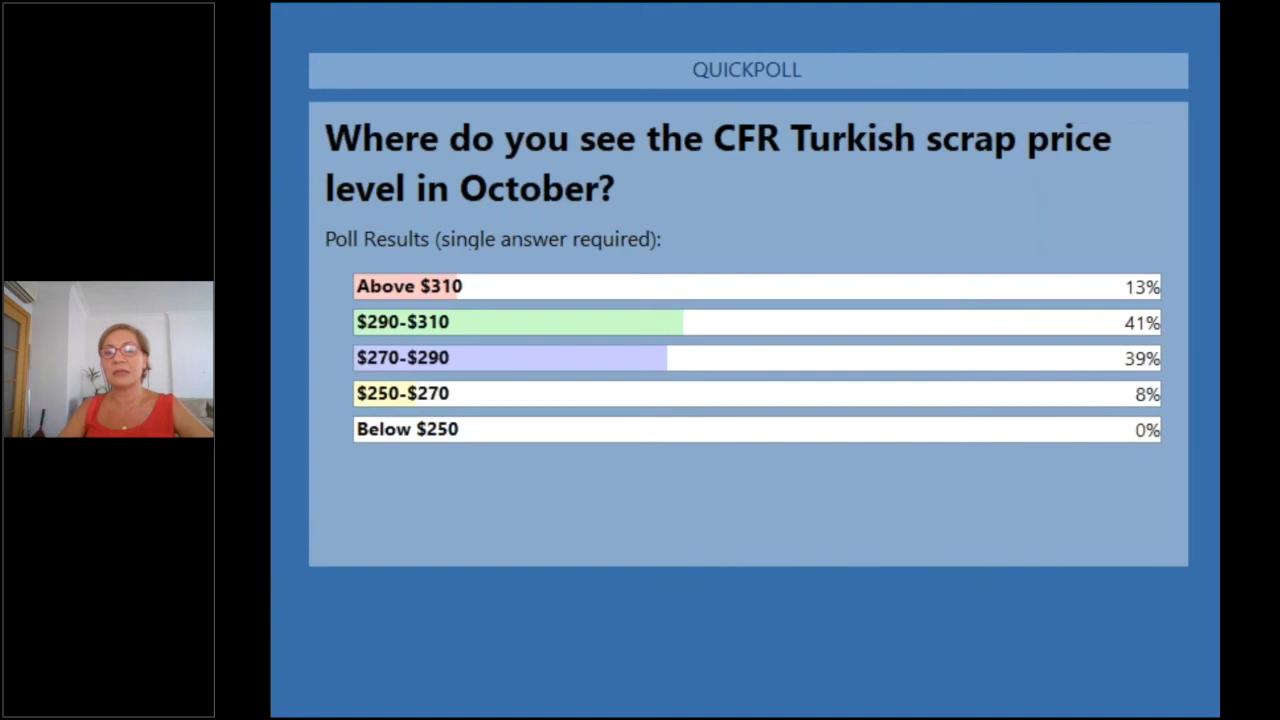 QUICKPOLL
Where do you see the CFR Turkish scrap price
level in October?
Poll Results (single answer required):
Above $310 13%
$290-$310 41%
$270-$290 39%
$250-$270 8%
Below $250 0%